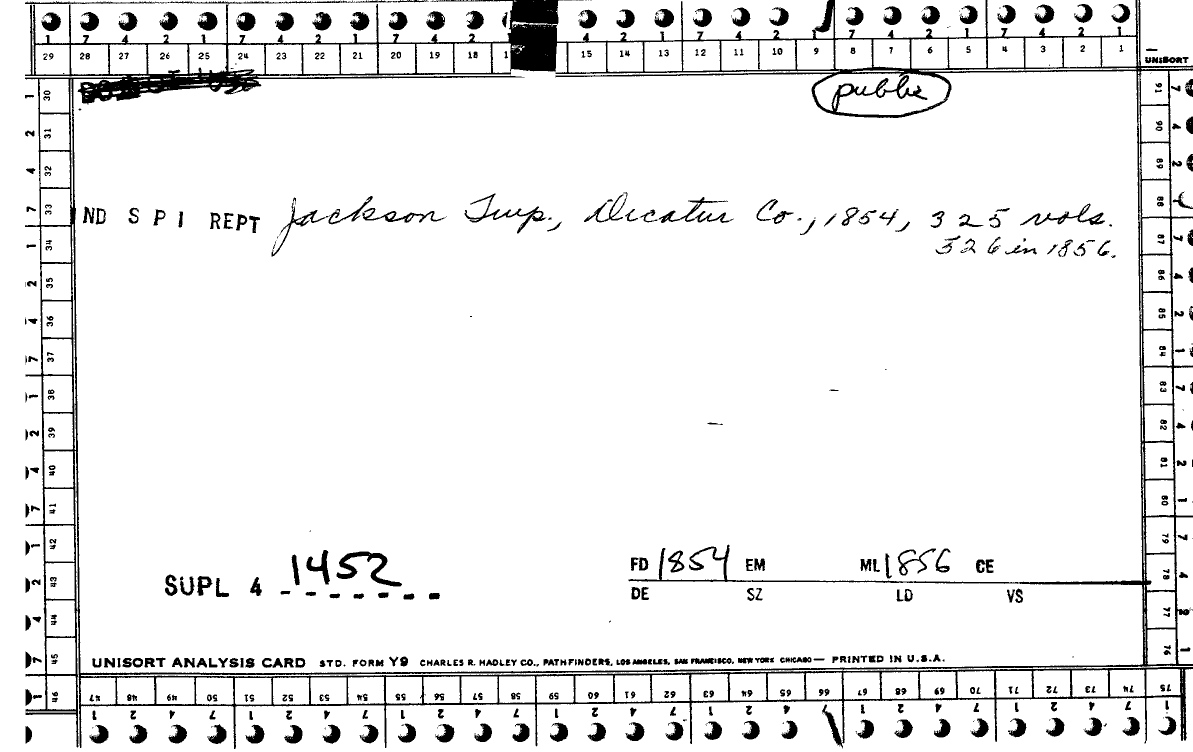 1 7 4 2 1 7 4 2 1 7 4 2 4 2 1 7 4 2 1 7 4 2 1 7 4 2 1
29 28 27 26 25 24 23 22 21 20 19 18 15 14 13 12 11 10 9 8 7 6 5 4 3 2 1
UNISORT
public
IND S P I REPT Jackson Twp., Decatur Co., 1854, 325 vols.
326 in 1856.
SUPL 4 1452
FD 1854 EM ML 1856 CE
DE SZ LD VS
UNISORT ANALYSIS CARD STD. FORM Y9 CHARLES R. HADLEY CO., PATHFINDERS, LOS ANGELES, SAN FRANCISCO, NEW YORK CHICAGO — PRINTED IN U.S.A.
30 31 32 33 34 35 36 37 38 39 40 41 42 43 44 45 46
91 90 89 88 87 86 85 84 83 82 81 80 79 78 77 76 75
47 48 49 50 51 52 53 54 55 56 57 58 59 60 61 62 63 64 65 66 67 68 69 70 71 72 73 74 75